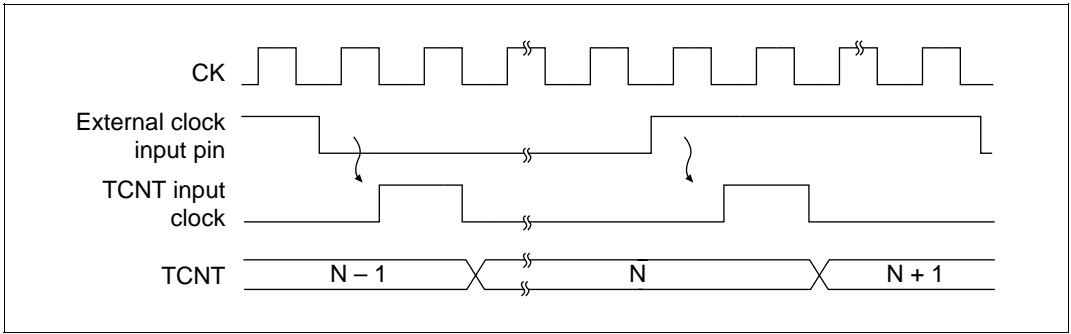 CK
External clock
input pin
TCNT input
clock
TCNT
N – 1
N
N + 1